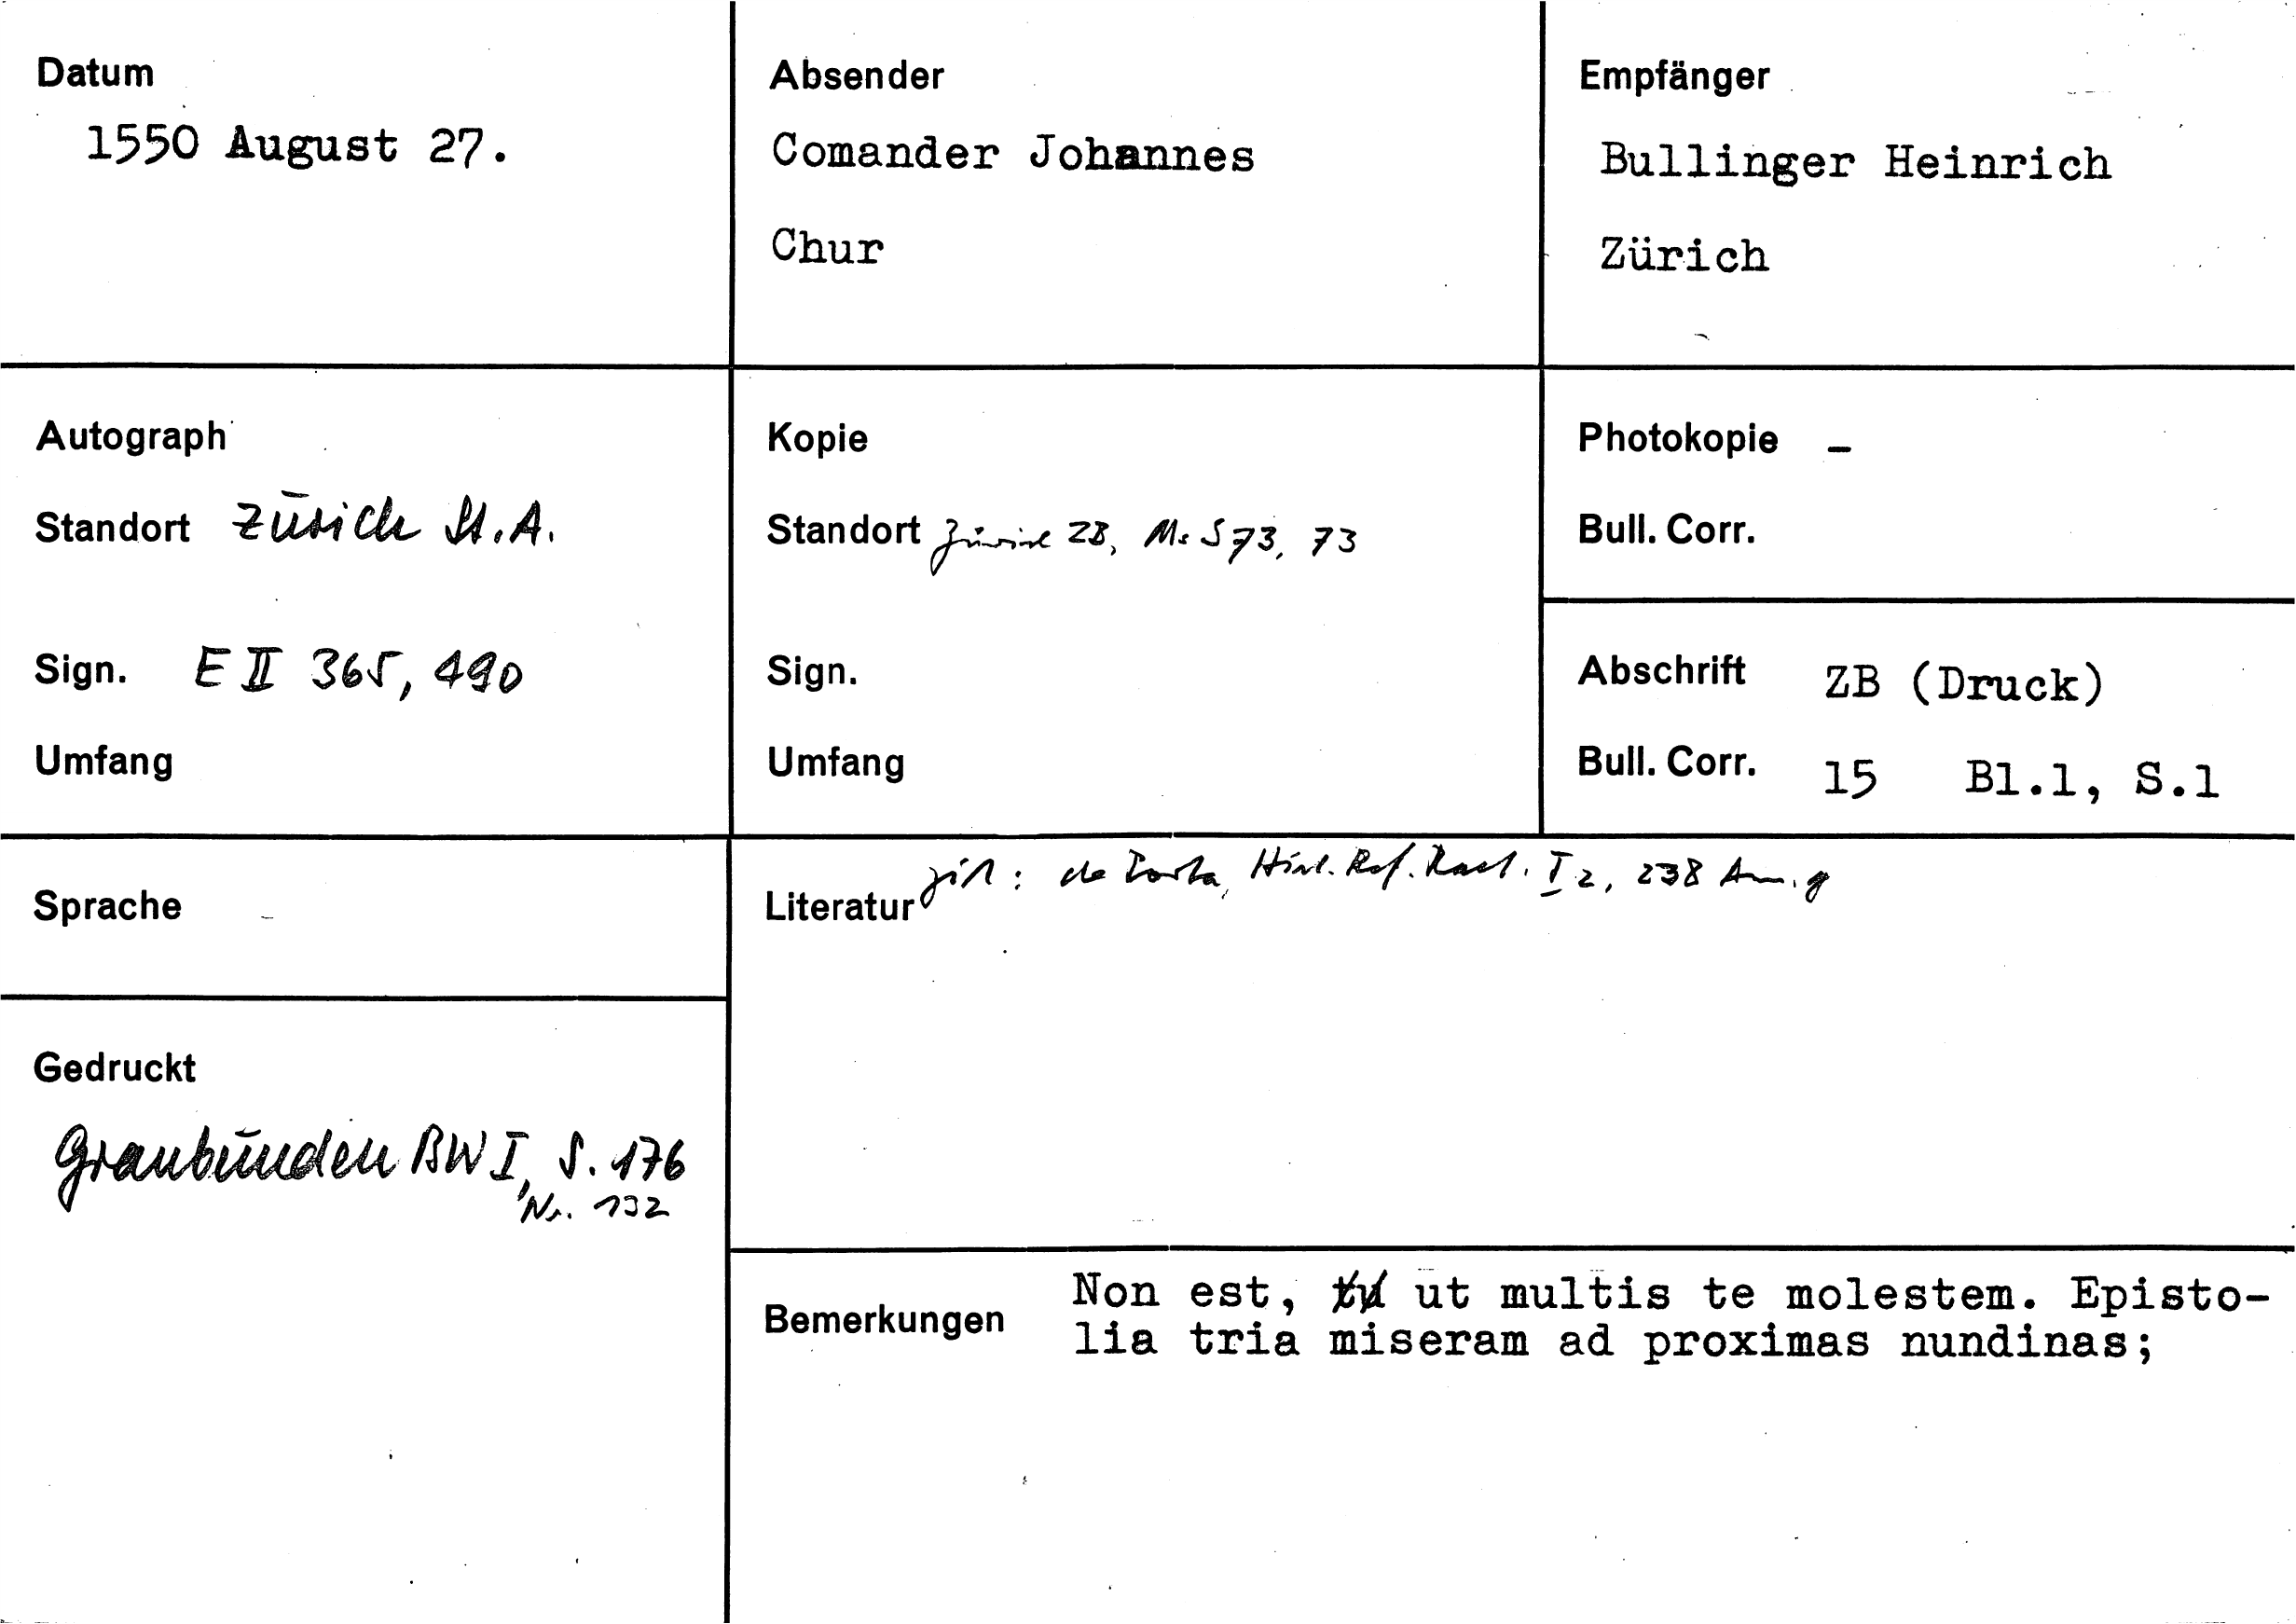 Datum
1550 August 27.
Absender
Comander Johannes
Chur
Empfänger
Bullinger Heinrich
Zürich
Autograph
Standort Zürich St.A.
Sign. E II 365, 490
Umfang
Kopie
Standort Zürich ZB, Ms S 73, 73
Sign.
Umfang
Photokopie –
Bull. Corr.
Abschrift ZB (Druck)
Bull. Corr. 15 Bl.1, S.1
Sprache
Gedruckt
Graubünden BW I, S. 176
Nr. 132
Literatur zit: de Porta, Hist. Ref. Raet. I 2, 238 Anm. g
Bemerkungen
Non est, ut multis te molestem. Episto-
lia tria miseram ad proximas nundinas;